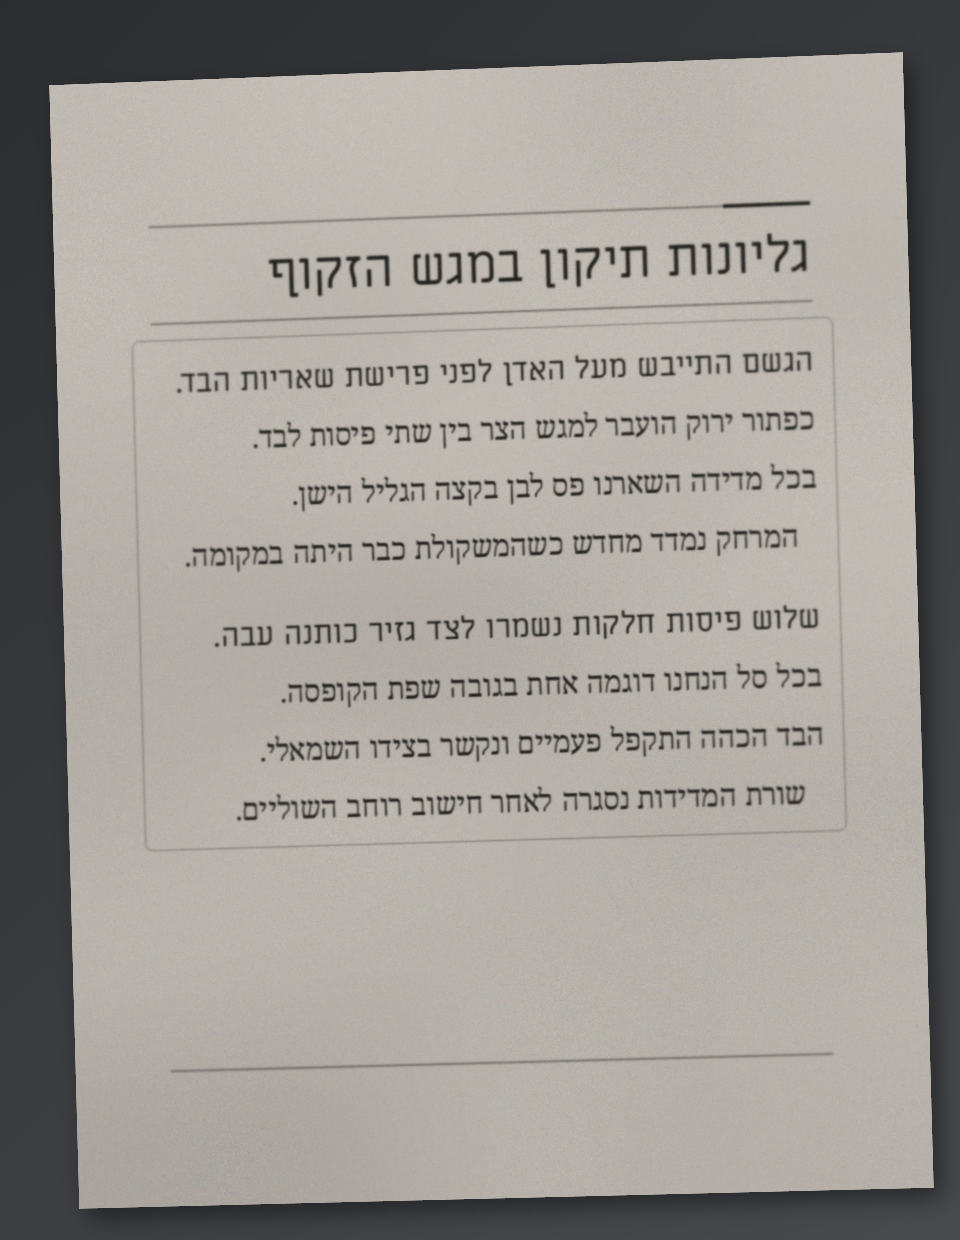 גליונות תיקון במגש הזקוף
הגשם התייבש מעל האדן לפני פרישת שאריות הבד.
כפתור ירוק הועבר למגש הצר בין שתי פיסות לבד.
בכל מדידה השארנו פס לבן בקצה הגליל הישן.
המרחק נמדד מחדש כשהמשקולת כבר היתה במקומה.
שלוש פיסות חלקות נשמרו לצד גזיר כותנה עבה.
בכל סל הנחנו דוגמה אחת בגובה שפת הקופסה.
הבד הכהה התקפל פעמיים ונקשר בצידו השמאלי.
שורת המדידות נסגרה לאחר חישוב רוחב השוליים.